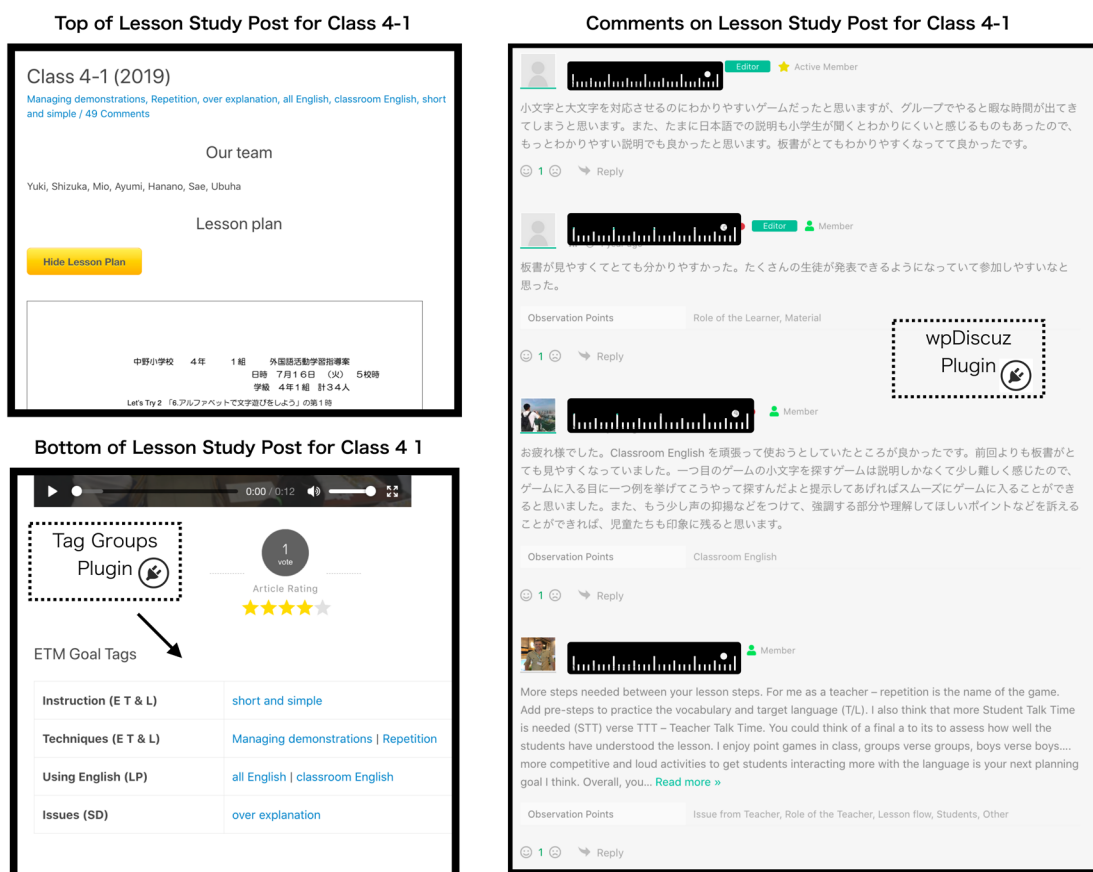 Top of Lesson Study Post for Class 4-1
Class 4-1 (2019)
Managing demonstrations, Repetition, over explanation, all English, classroom English, short
and simple / 49 Comments
Our team
Yuki, Shizuka, Mio, Ayumi, Hanano, Sae, Ubuha
Lesson plan
Hide Lesson Plan
中野小学校 4年 1組 外国語活動学習指導案
日時 7月16日 (火) 5校時
学級 4年1組 計34人
Let's Try 2 「6.アルファベットで文字遊びをしよう」の第1時
Bottom of Lesson Study Post for Class 4 1
0:00 / 0:12
Tag Groups
Plugin
1
vote
Article Rating
ETM Goal Tags
Instruction (E T & L) short and simple
Techniques (E T & L) Managing demonstrations | Repetition
Using English (LP) all English | classroom English
Issues (SD) over explanation
Comments on Lesson Study Post for Class 4-1
Editor Active Member
小文字と大文字を対応させるのにわかりやすいゲームだったと思いますが、グループでやると暇な時間が出てき
てしまうと思います。また、たまに日本語での説明も小学生が聞くとわかりにくいと感じるものもあったので、
もっとわかりやすい説明でも良かったと思います。板書がとてもわかりやすくなってて良かったです。
1 Reply
Editor Member
板書が見やすくてとても分かりやすかった。たくさんの生徒が発表できるようになっていて参加しやすいなと
思った。
Observation Points Role of the Learner, Material
wpDiscuz
Plugin
1 Reply
Member
お疲れ様でした。Classroom English を頑張って使おうとしていたところが良かったです。前回よりも板書がと
ても見やすくなっていました。一つ目のゲームの小文字を探すゲームは説明しかなくて少し難しく感じたので、
ゲームに入る目に一つ例を挙げてこうやって探すんだよと提示してあげればスムーズにゲームに入ることができ
ると思いました。また、もう少し声の抑揚などをつけて、強調する部分や理解してほしいポイントなどを訴える
ことができれば、児童たちも印象に残ると思います。
Observation Points Classroom English
1 Reply
Member
More steps needed between your lesson steps. For me as a teacher – repetition is the name of the game.
Add pre-steps to practice the vocabulary and target language (T/L). I also think that more Student Talk Time
is needed (STT) verse TTT – Teacher Talk Time. You could think of a final a to its to assess how well the
students have understood the lesson. I enjoy point games in class, groups verse groups, boys verse boys....
more competitive and loud activities to get students interacting more with the language is your next planning
goal I think. Overall, you... Read more »
Observation Points Issue from Teacher, Role of the Teacher, Lesson flow, Students, Other
1 Reply